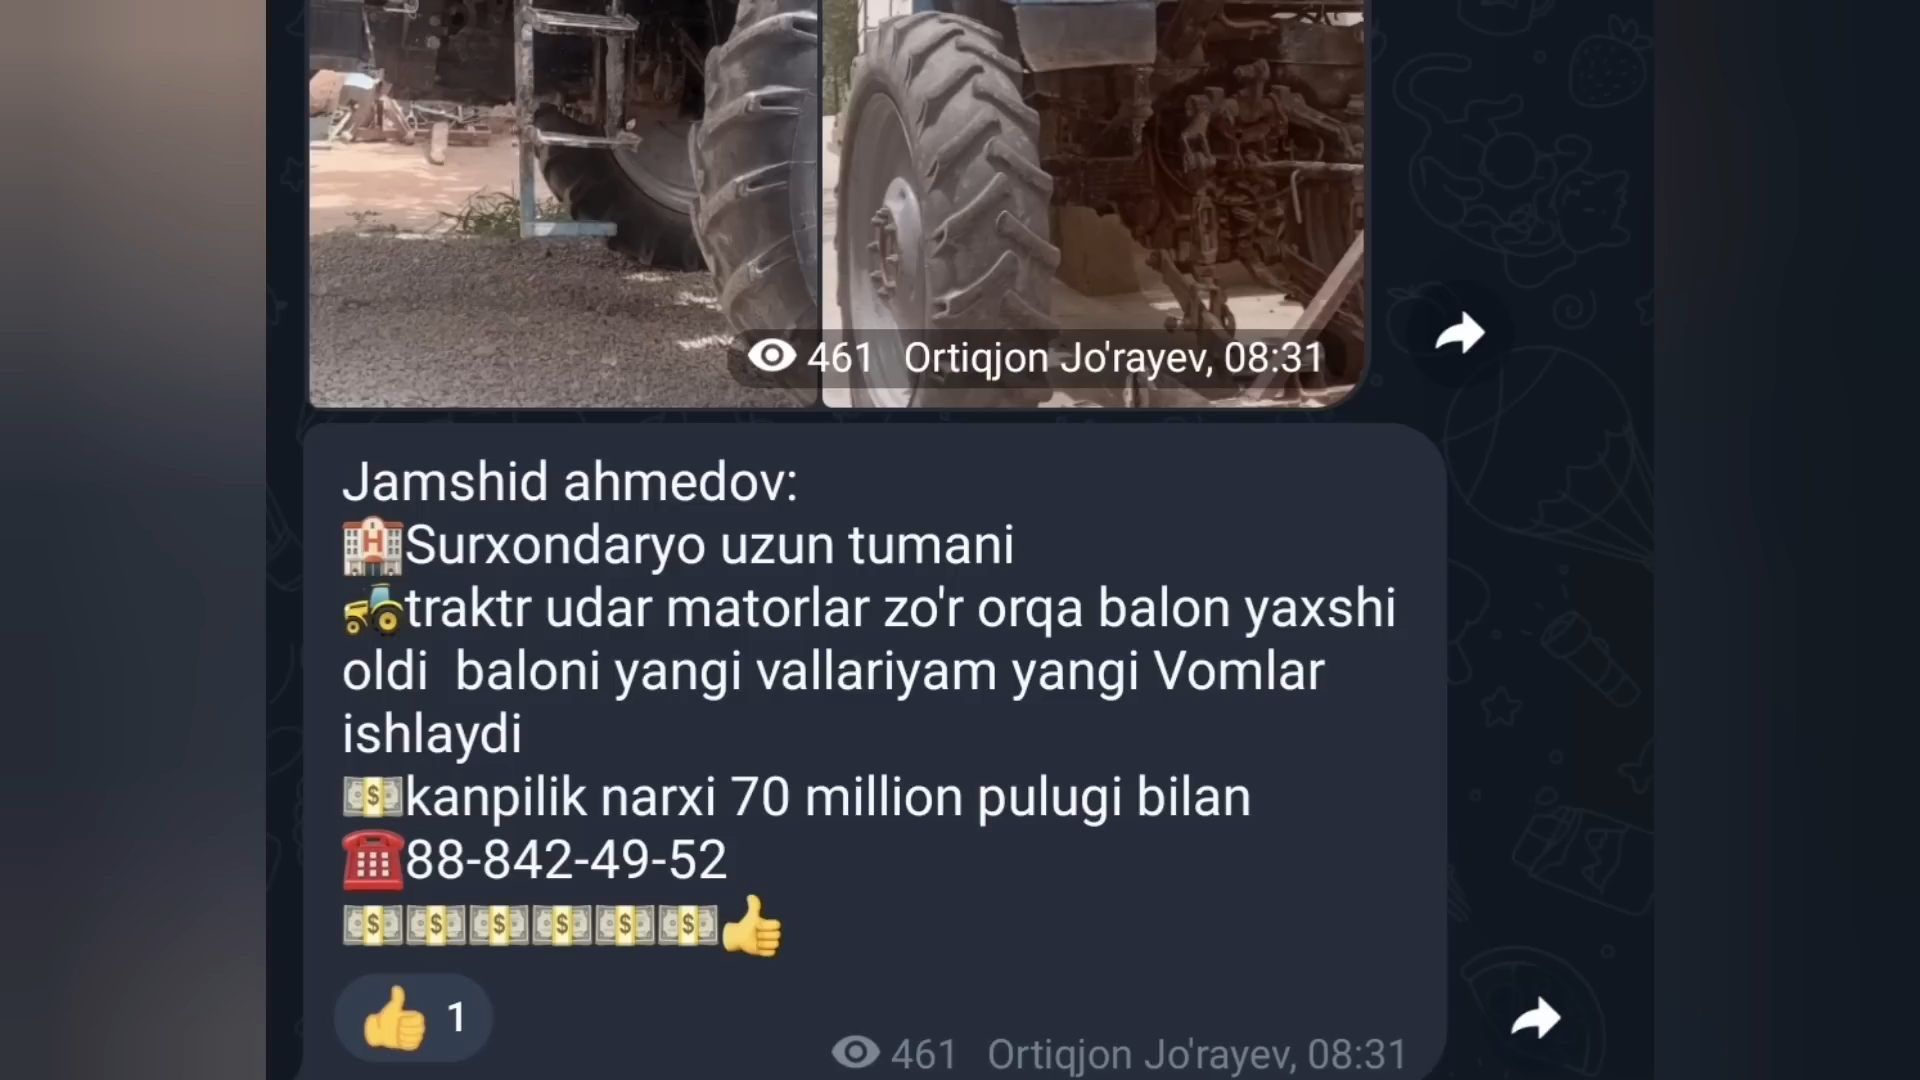 461 Ortiqjon Jo'rayev, 08:31
Jamshid ahmedov:
🏨Surxondaryo uzun tumani
🚜traktr udar matorlar zo'r orqa balon yaxshi
oldi  baloni yangi vallariyam yangi Vomlar
ishlaydi
💵kanpilik narxi 70 million pulugi bilan
☎️88-842-49-52
💵💵💵💵💵💵👍
👍 1
461 Ortiqjon Jo'rayev, 08:31